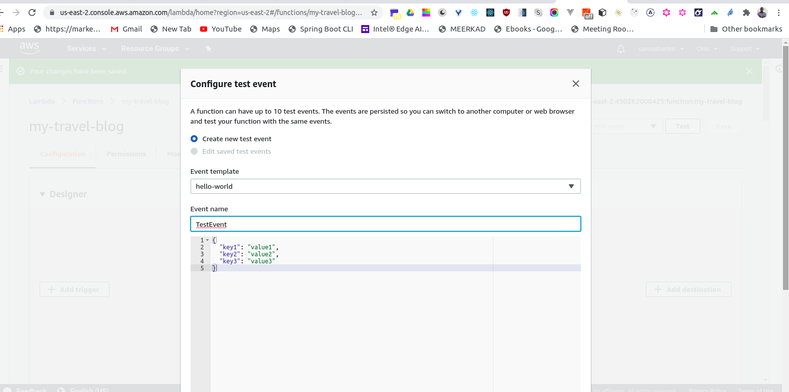 us-east-2.console.aws.amazon.com/lambda/home?region=us-east-2#/functions/my-travel-blog...
Apps https://marke... Gmail New Tab YouTube Maps Spring Boot CLI Intel® Edge AI... MEERKAD Ebooks - Goog... Meeting Roo... Other bookmarks
aws Services Resource Groups Support
Your changes have been saved.
Lambda Functions my-travel-blog
my-travel-blog
Test
Configuration Permissions
Designer
+ Add trigger
+ Add destination
Configure test event
A function can have up to 10 test events. The events are persisted so you can switch to another computer or web browser
and test your function with the same events.
Create new test event
Edit saved test events
Event template
hello-world
Event name
TestEvent
1 {
2 "key1": "value1",
3 "key2": "value2",
4 "key3": "value3"
5 }
Feedback English (US)